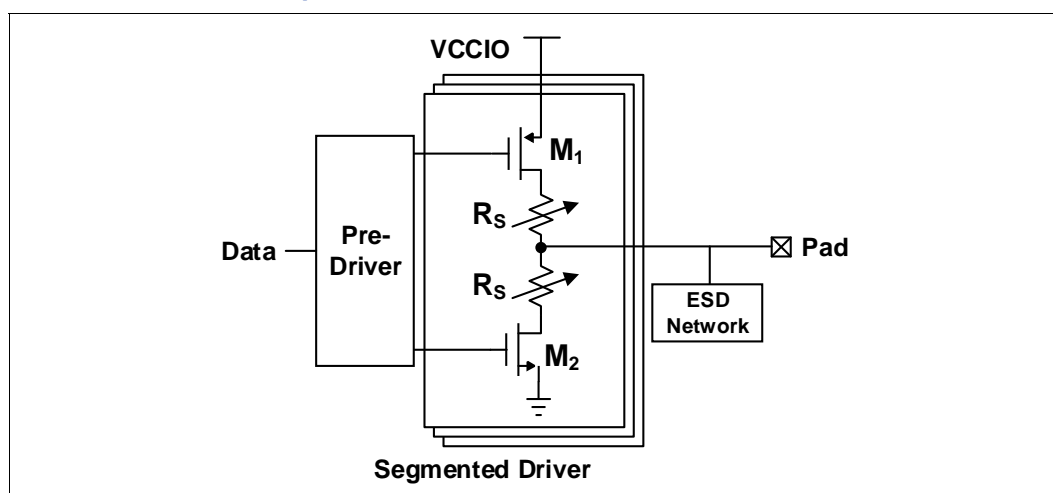 VCCIO
M1
RS
Data
Pre-
Driver
Pad
RS
ESD
Network
M2
Segmented Driver